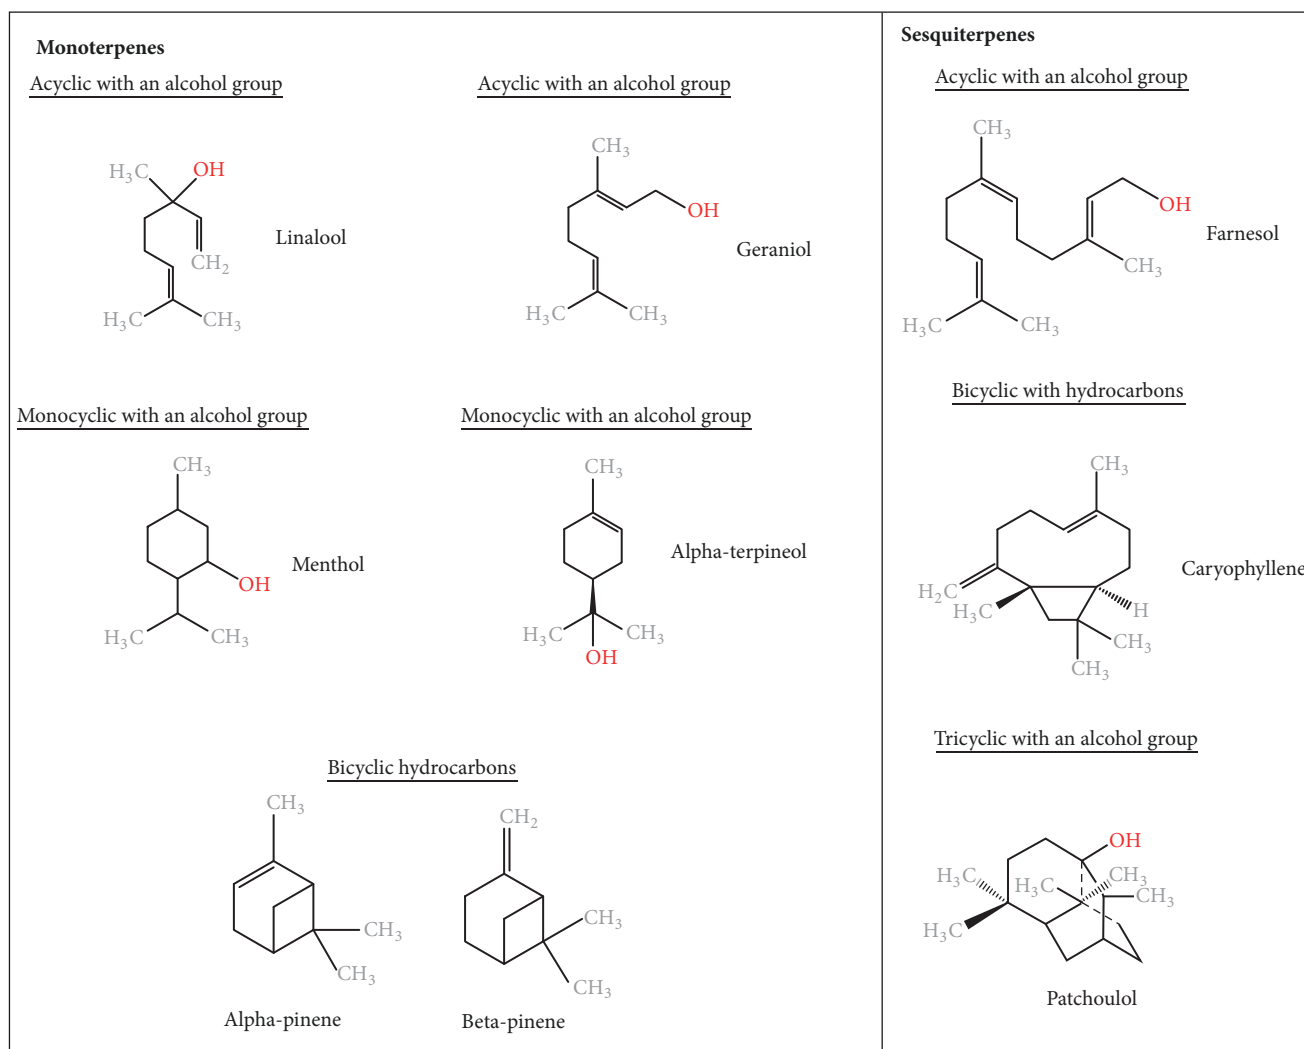 Monoterpenes
Acyclic with an alcohol group
H₃C
OH
CH₂
H₃C
CH₃
Linalool
Acyclic with an alcohol group
CH₃
OH
H₃C
CH₃
Geraniol
Monocyclic with an alcohol group
CH₃
OH
H₃C
CH₃
Menthol
Monocyclic with an alcohol group
CH₃
H₃C
CH₃
OH
Alpha-terpineol
Bicyclic hydrocarbons
CH₃
CH₃
CH₃
Alpha-pinene
CH₂
CH₃
CH₃
Beta-pinene
Sesquiterpenes
Acyclic with an alcohol group
CH₃
OH
CH₃
H₃C
CH₃
Farnesol
Bicyclic with hydrocarbons
CH₃
H₂C
H₃C
H
CH₃
CH₃
Caryophyllene
Tricyclic with an alcohol group
OH
H₃C
H₃C
CH₃
CH₃
H₃C
Patchoulol